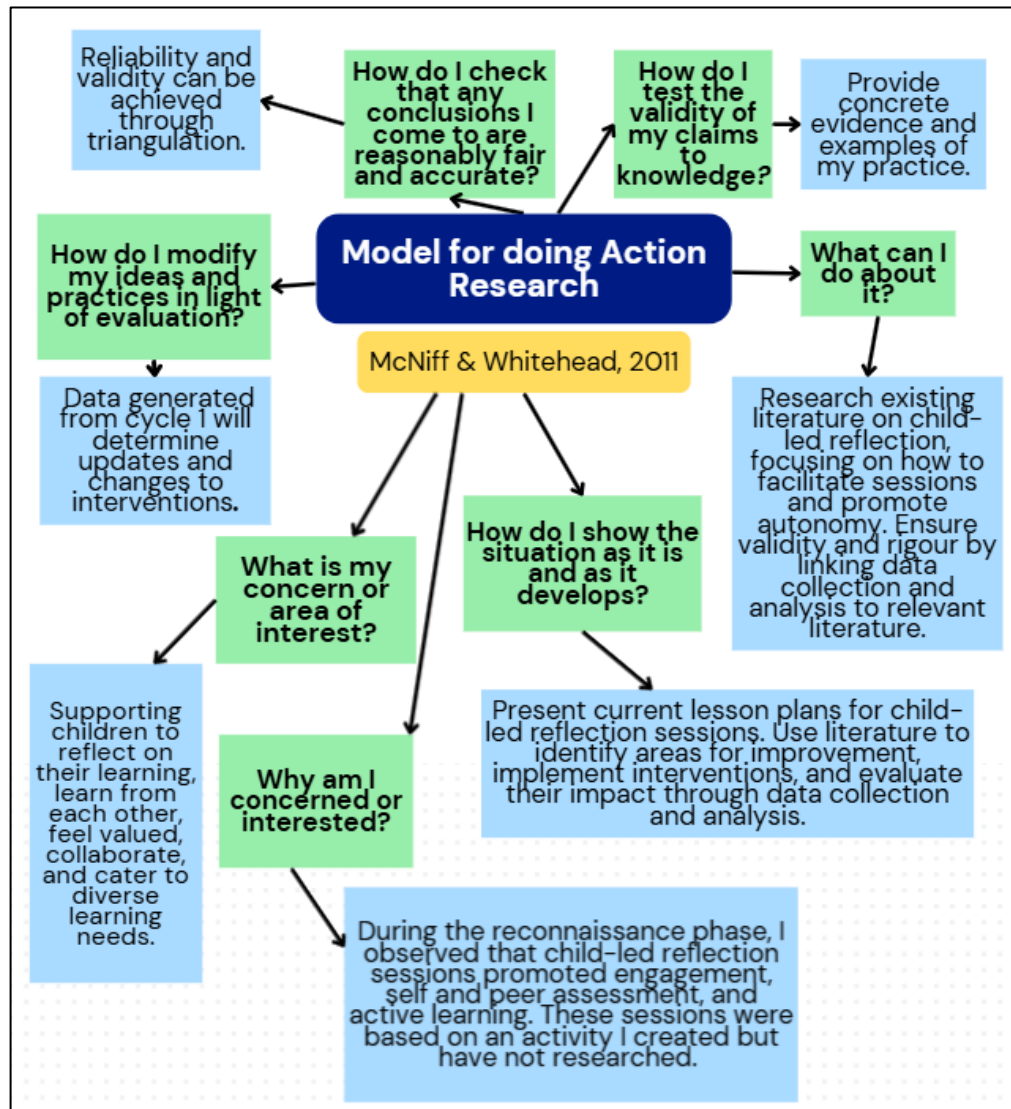 Reliability and
validity can be
achieved
through
triangulation.
How do I check
that any
conclusions I
come to are
reasonably fair
and accurate?
How do I
test the
validity of
my claims
to
knowledge?
Provide
concrete
evidence and
examples of
my practice.
Model for doing Action
Research
McNiff & Whitehead, 2011
How do I modify
my ideas and
practices in light
of evaluation?
Data generated
from cycle 1 will
determine
updates and
changes to
interventions.
What can I
do about
it?
Research existing
literature on child-
led reflection,
focusing on how to
facilitate sessions
and promote
autonomy. Ensure
validity and rigour by
linking data
collection and
analysis to relevant
literature.
What is my
concern or
area of
interest?
Supporting
children to
reflect on
their learning,
learn from
each other,
feel valued,
collaborate,
and cater to
diverse
learning
needs.
How do I show
the
situation as it is
and as it
develops?
Present current lesson plans for child-
led reflection sessions. Use literature to
identify areas for improvement,
implement interventions, and evaluate
their impact through data collection
and analysis.
Why am I
concerned or
interested?
During the reconnaissance phase, I
observed that child-led reflection
sessions promoted engagement,
self and peer assessment, and
active learning. These sessions were
based on an activity I created but
have not researched.